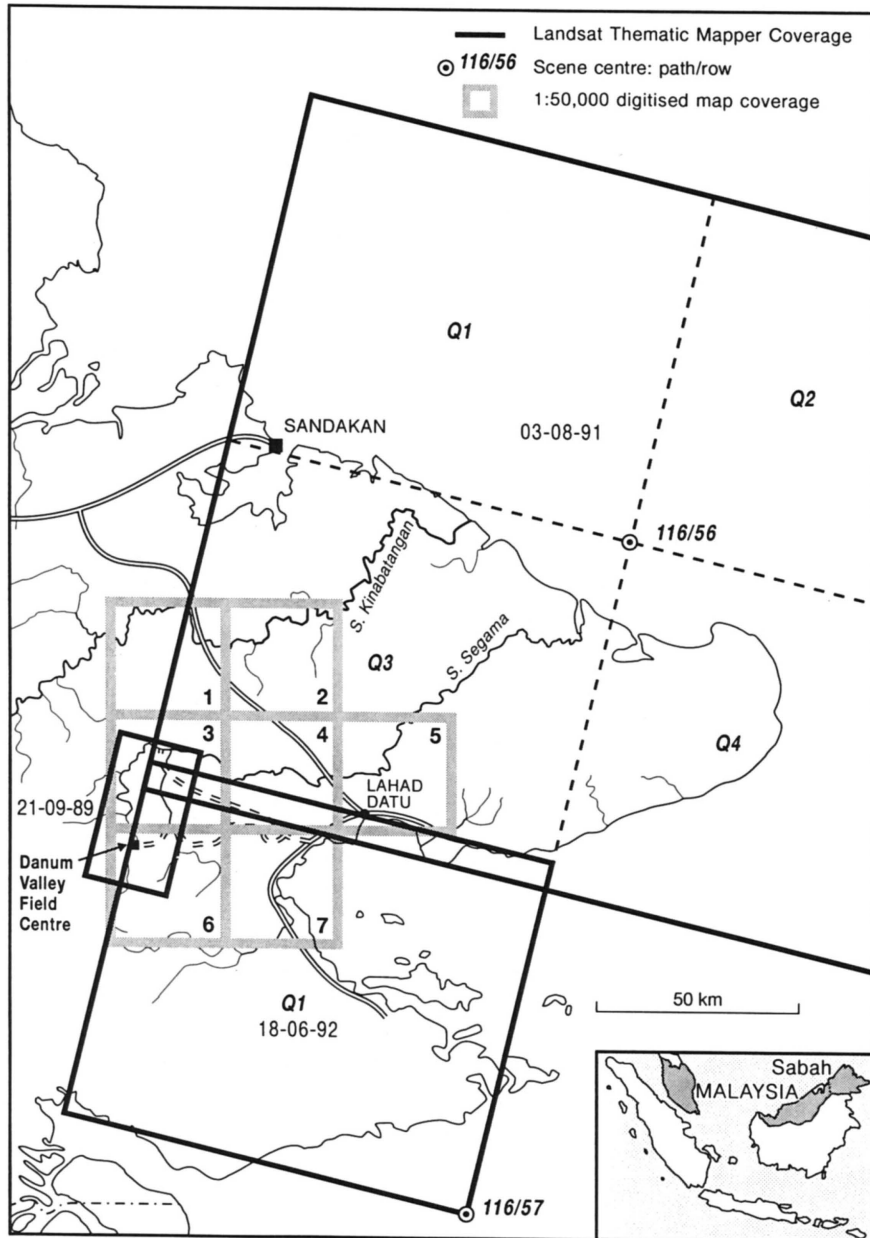 Landsat Thematic Mapper Coverage
116/56 Scene centre: path/row
1:50,000 digitised map coverage
Q1
Q2
SANDAKAN
03-08-91
116/56
S. Kinabatangan
S. Segama
Q3
1
2
3
4
5
Q4
21-09-89
LAHAD
DATU
Danum
Valley
Field
Centre
6
7
Q1
18-06-92
50 km
Sabah
MALAYSIA
116/57